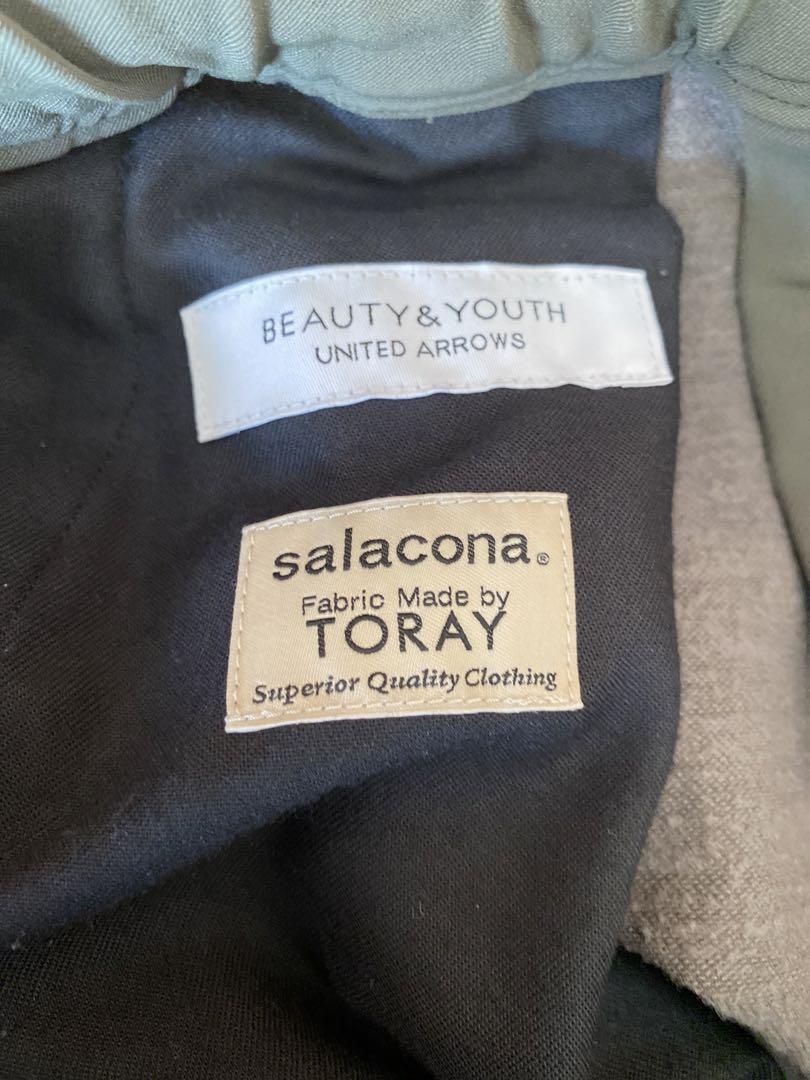 BEAUTY&YOUTH
UNITED ARROWS
salacona®
Fabric Made by
TORAY
Superior Quality Clothing